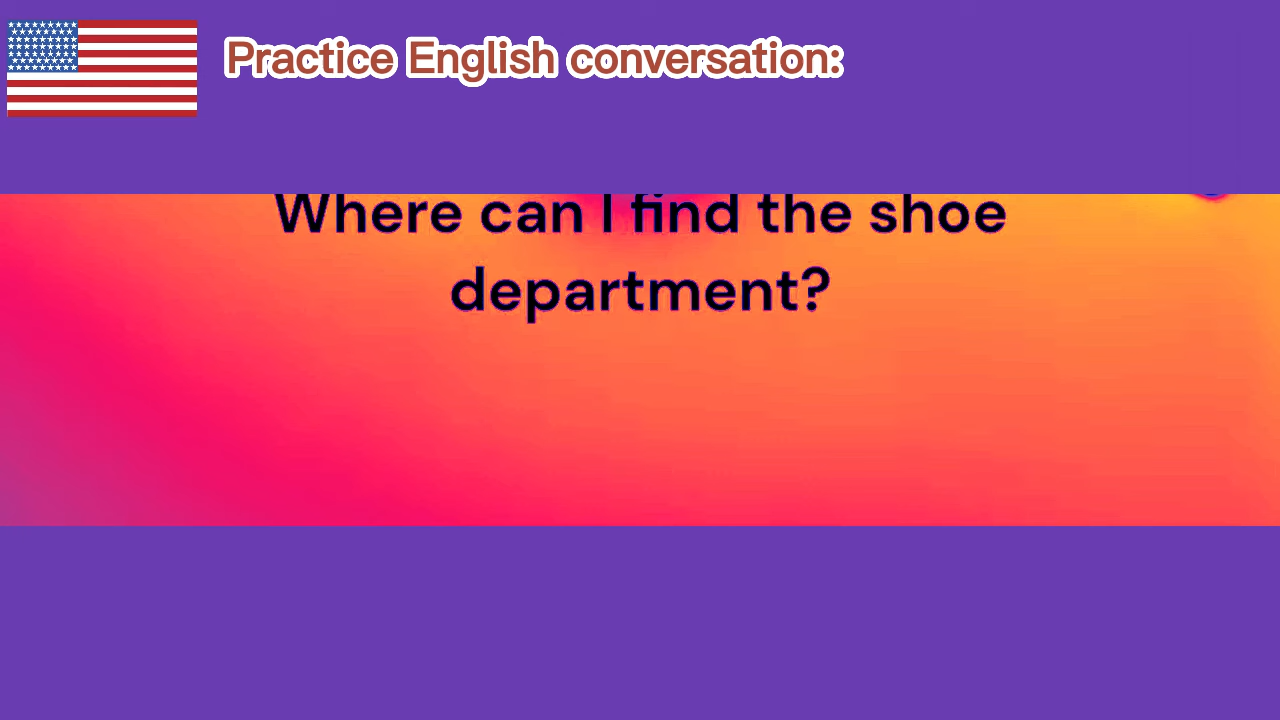 Practice English conversation:
Where can I find the shoe
department?